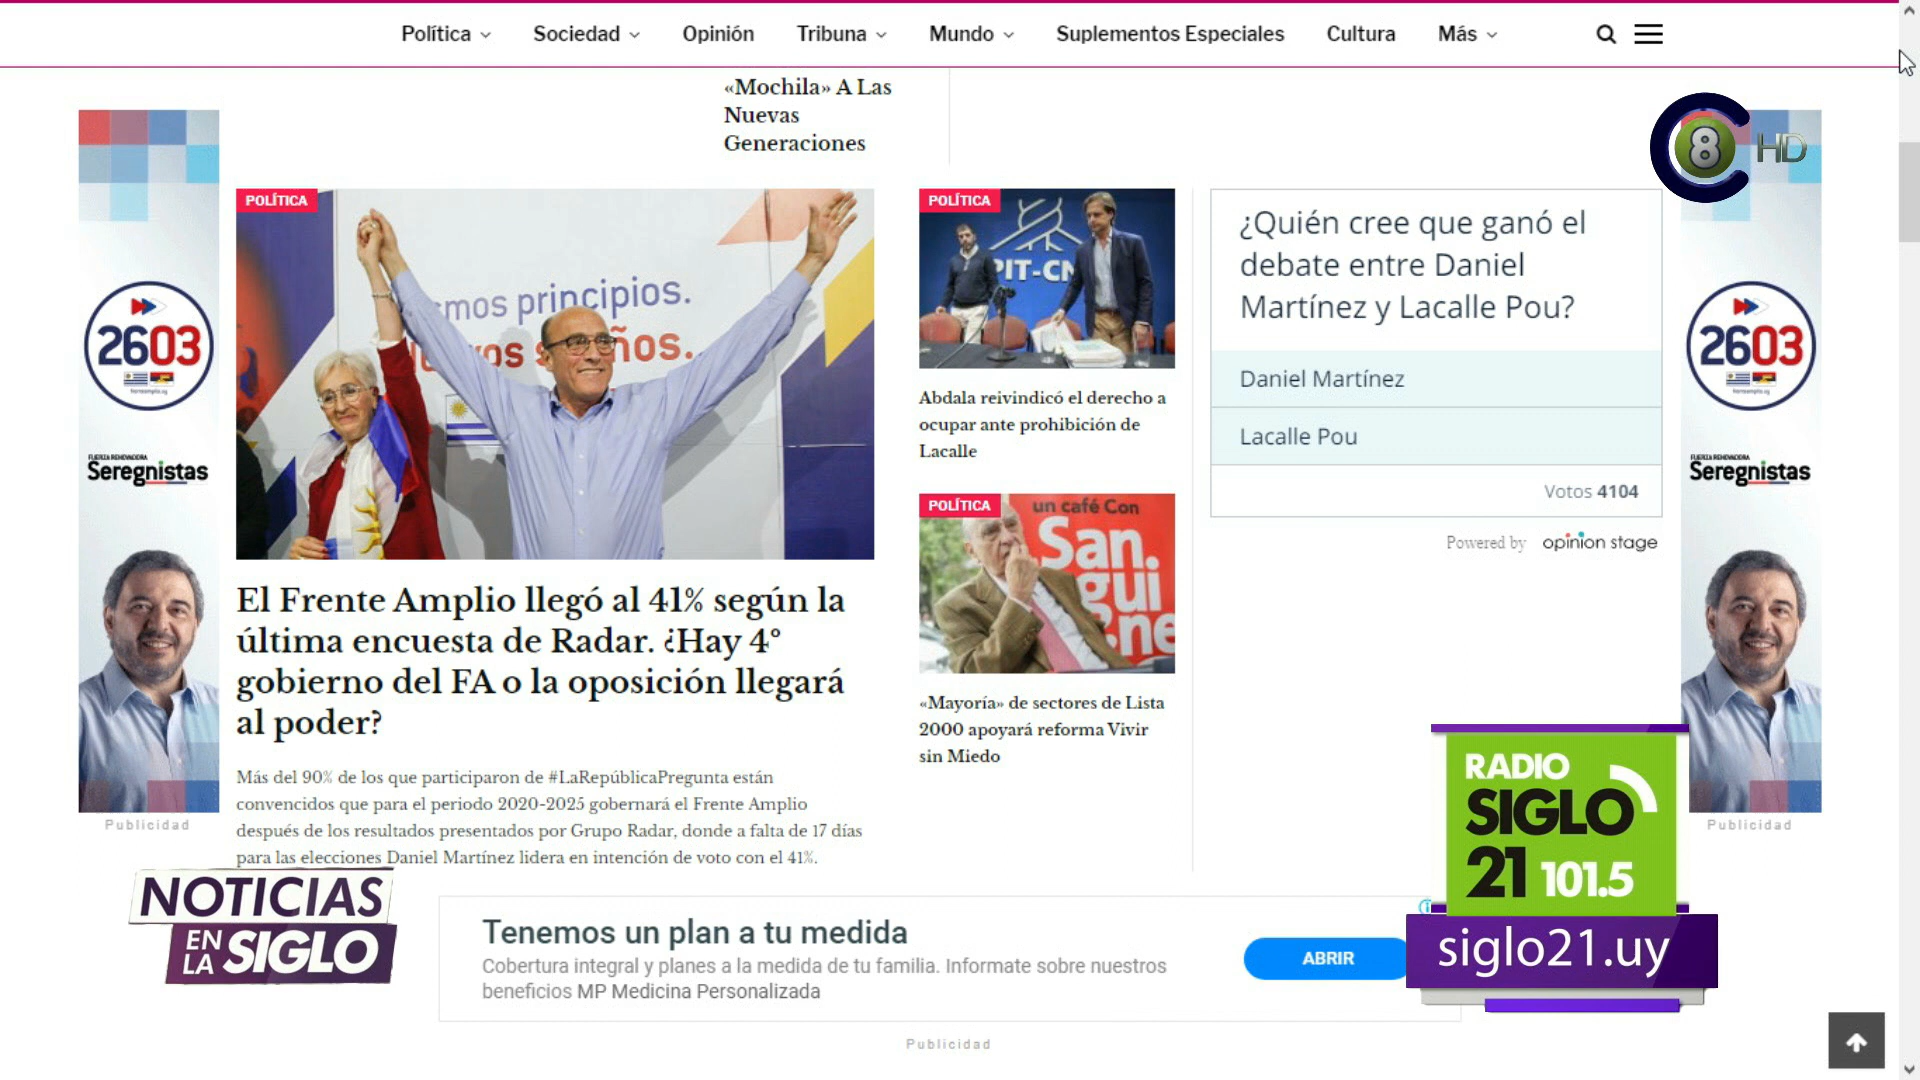 Política
Sociedad
Opinión
Tribuna
Mundo
Suplementos Especiales
Cultura
Más
«Mochila» A Las
Nuevas
Generaciones
8 HD
2603
FUERZA RENOVADORA
Seregnistas
Publicidad
POLÍTICA
smos principios.
El Frente Amplio llegó al 41% según la
última encuesta de Radar. ¿Hay 4º
gobierno del FA o la oposición llegará
al poder?
Más del 90% de los que participaron de #LaRepúblicaPregunta están
convencidos que para el periodo 2020-2025 gobernará el Frente Amplio
después de los resultados presentados por Grupo Radar, donde a falta de 17 días
para las elecciones Daniel Martínez lidera en intención de voto con el 41%.
POLÍTICA
PIT-CN
Abdala reivindicó el derecho a
ocupar ante prohibición de
Lacalle
POLÍTICA
un café Con
San.
gui
.ne
«Mayoría» de sectores de Lista
2000 apoyará reforma Vivir
sin Miedo
¿Quién cree que ganó el
debate entre Daniel
Martínez y Lacalle Pou?
Daniel Martínez
Lacalle Pou
Votos 4104
Powered by opinion stage
2603
FUERZA RENOVADORA
Seregnistas
Publicidad
NOTICIAS
EN LA SIGLO
Tenemos un plan a tu medida
Cobertura integral y planes a la medida de tu familia. Informate sobre nuestros
beneficios MP Medicina Personalizada
ABRIR
Publicidad
RADIO
SIGLO
21 101.5
siglo21.uy